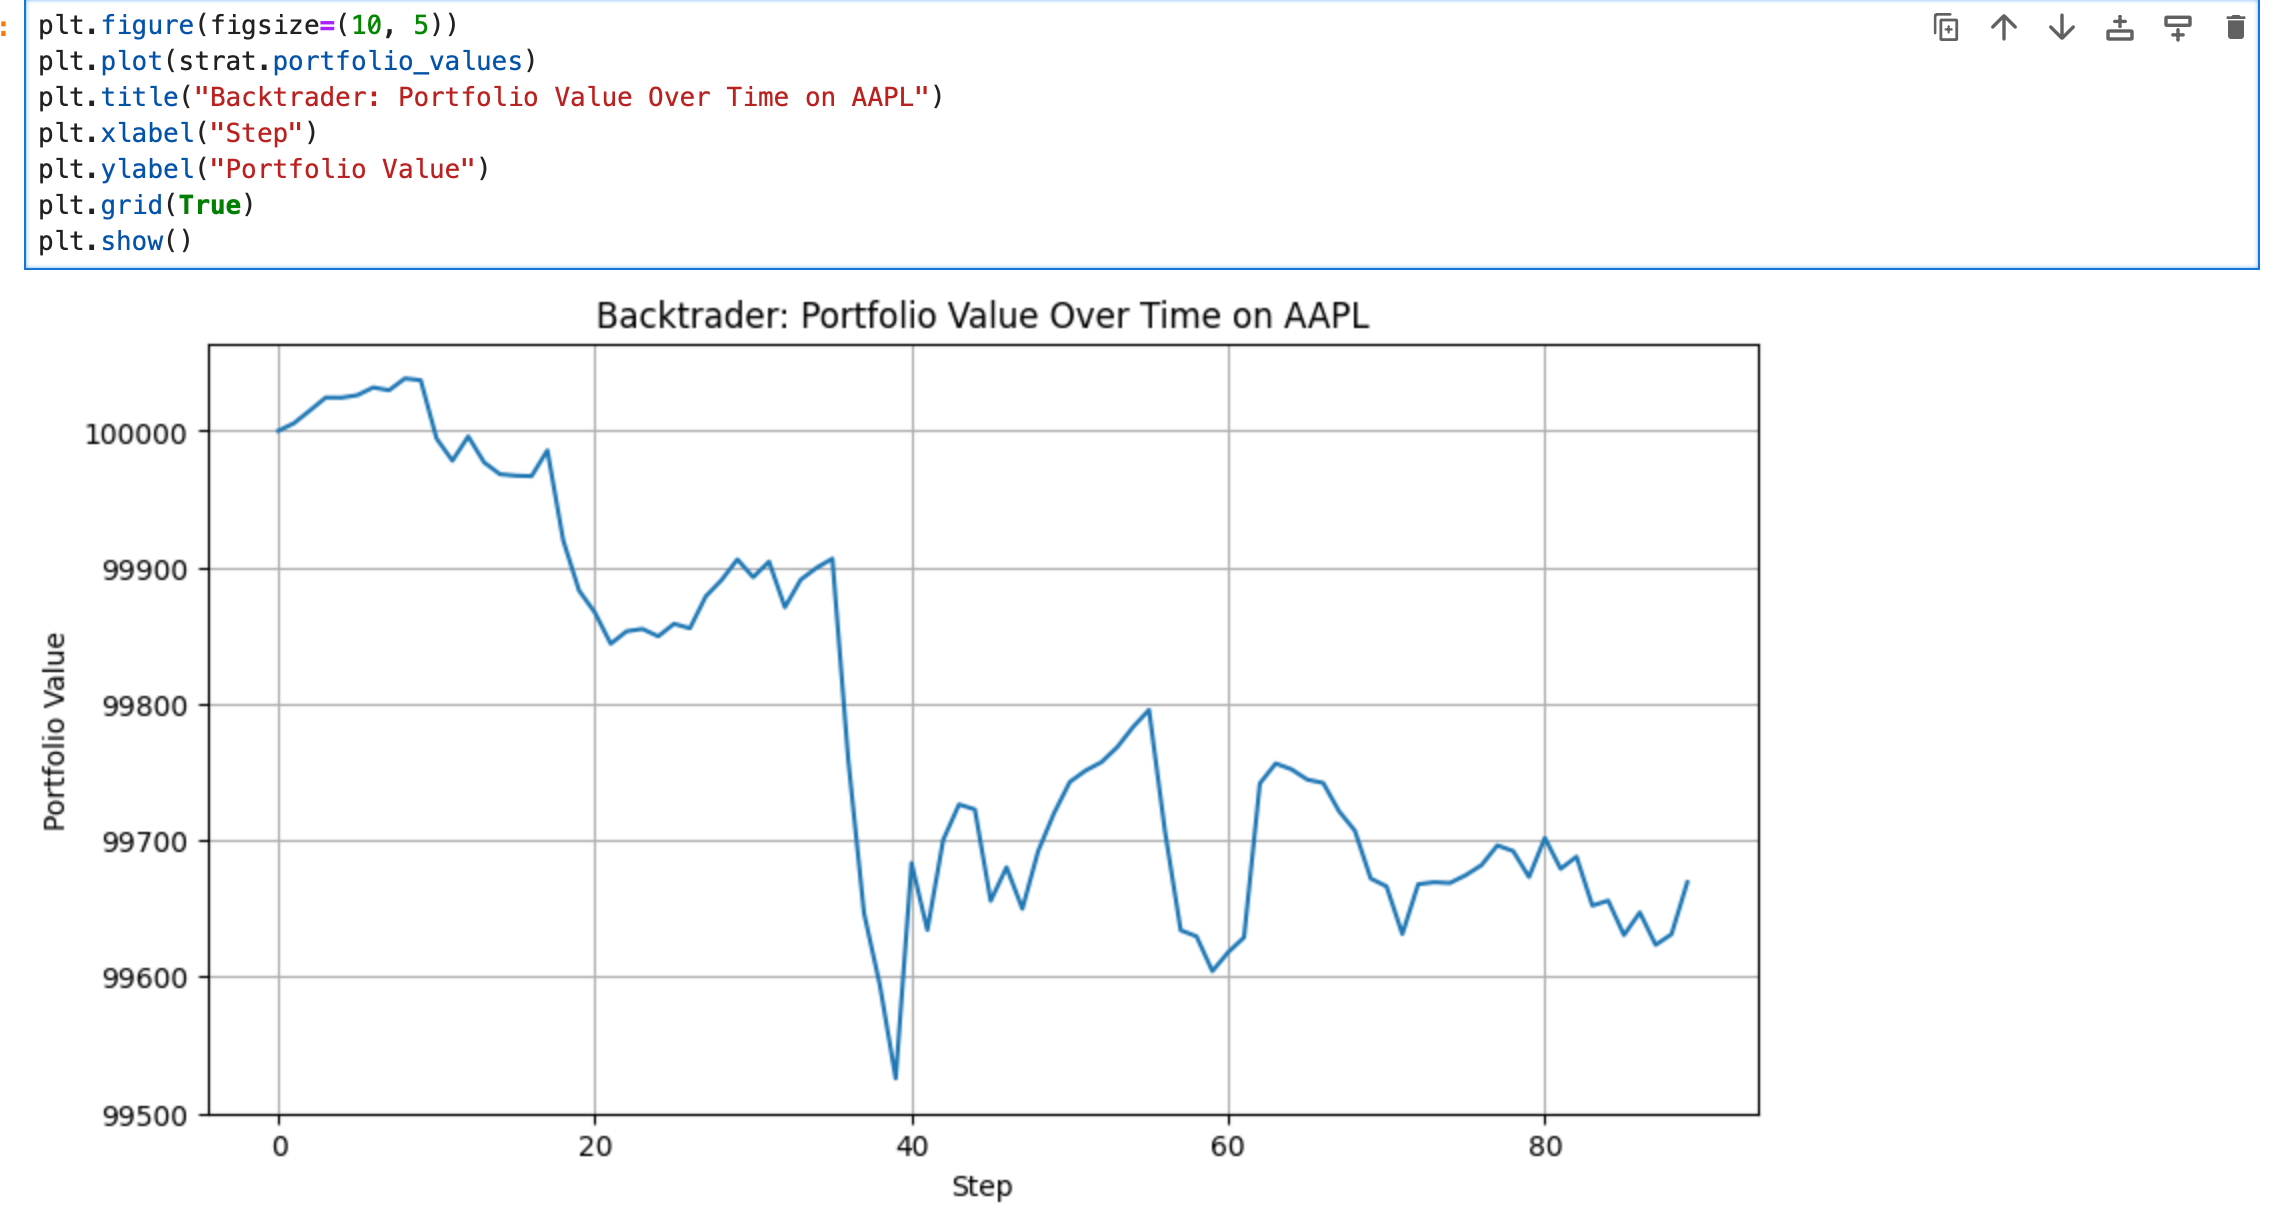 :
plt.figure(figsize=(10, 5))
plt.plot(strat.portfolio_values)
plt.title("Backtrader: Portfolio Value Over Time on AAPL")
plt.xlabel("Step")
plt.ylabel("Portfolio Value")
plt.grid(True)
plt.show()
Backtrader: Portfolio Value Over Time on AAPL
Portfolio Value
100000
99900
99800
99700
99600
99500
0 20 40 60 80
Step